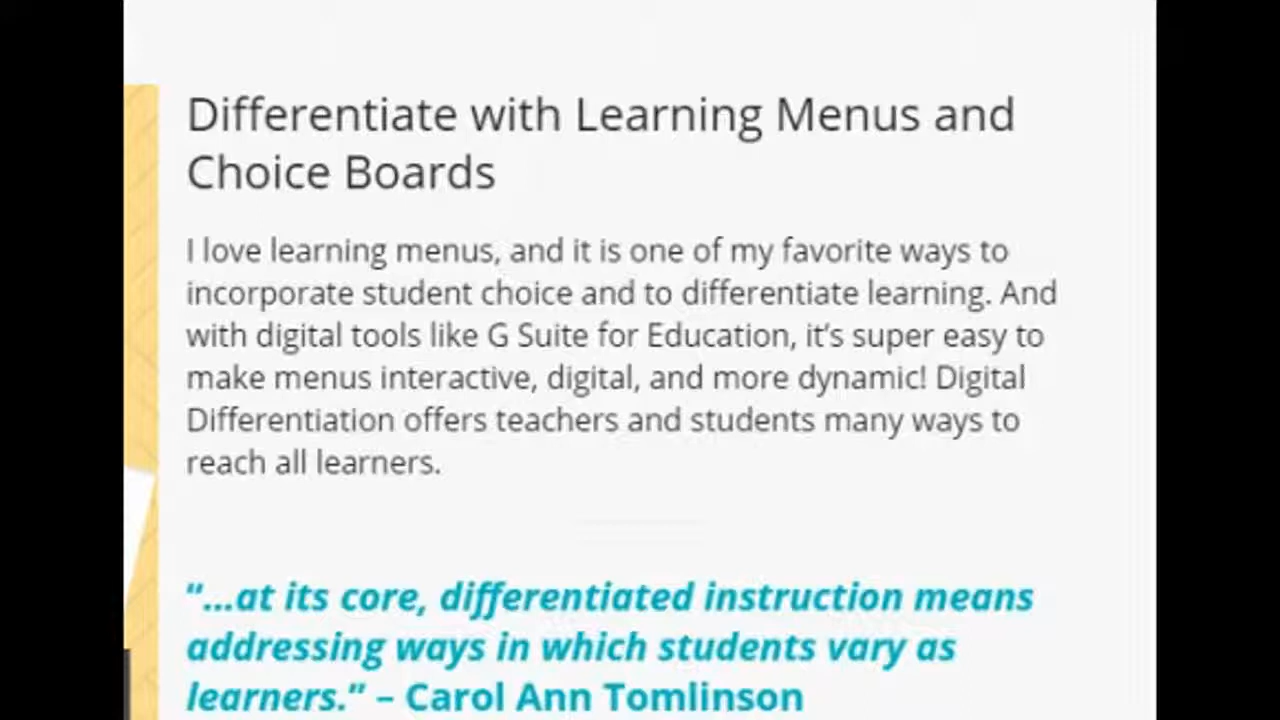 Differentiate with Learning Menus and
Choice Boards
I love learning menus, and it is one of my favorite ways to
incorporate student choice and to differentiate learning. And
with digital tools like G Suite for Education, it’s super easy to
make menus interactive, digital, and more dynamic! Digital
Differentiation offers teachers and students many ways to
reach all learners.
“…at its core, differentiated instruction means
addressing ways in which students vary as
learners.” – Carol Ann Tomlinson